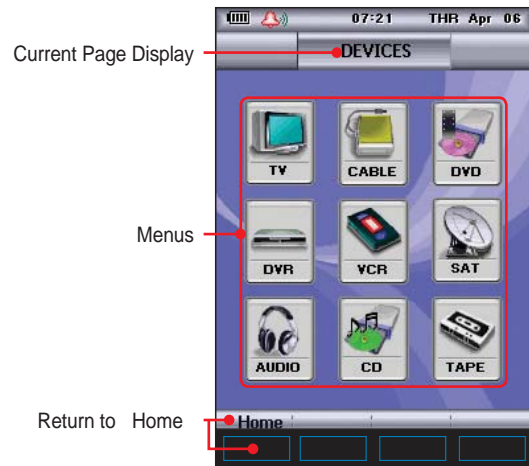 07:21 THR Apr 06
Current Page Display
DEVICES
TV CABLE DVD
Menus
DVR VCR SAT
AUDIO CD TAPE
Return to Home
Home